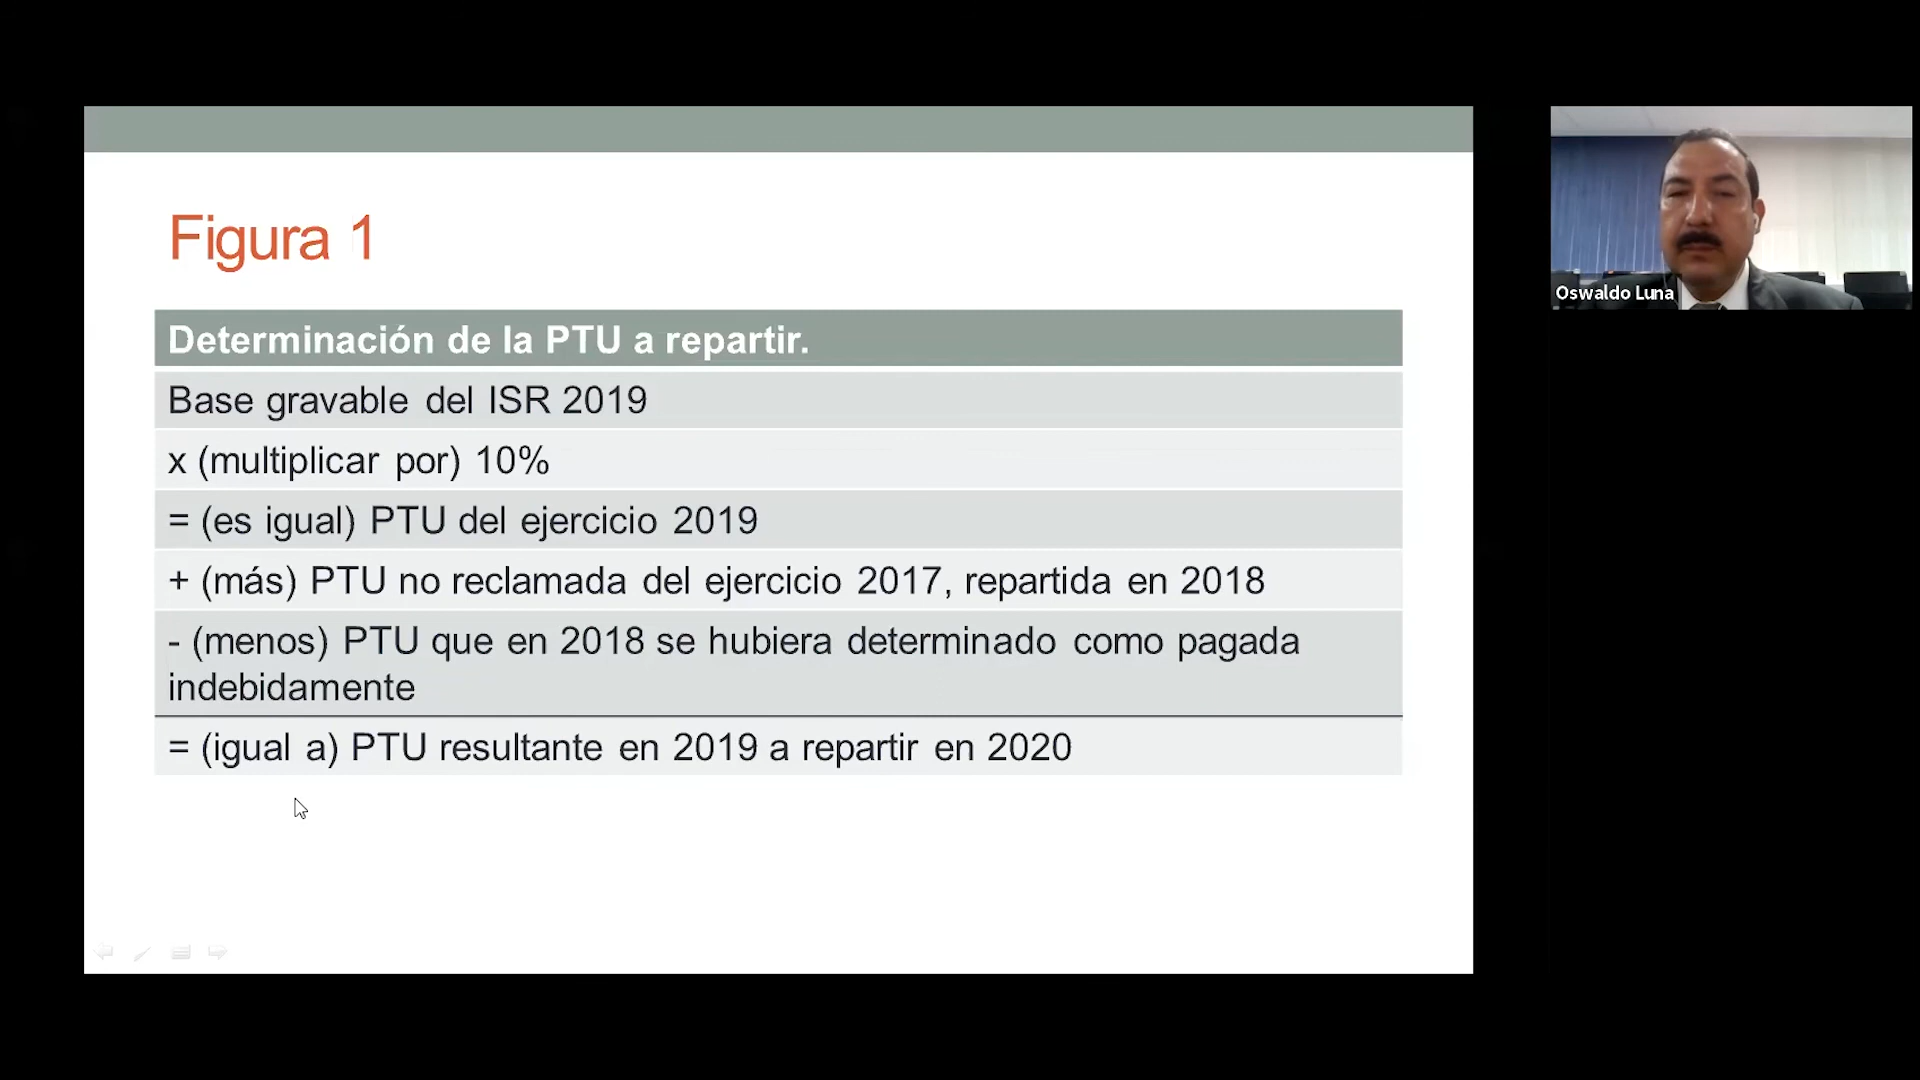 Figura 1
Determinación de la PTU a repartir.
Base gravable del ISR 2019
x (multiplicar por) 10%
= (es igual) PTU del ejercicio 2019
+ (más) PTU no reclamada del ejercicio 2017, repartida en 2018
- (menos) PTU que en 2018 se hubiera determinado como pagada
indebidamente
= (igual a) PTU resultante en 2019 a repartir en 2020
Oswaldo Luna